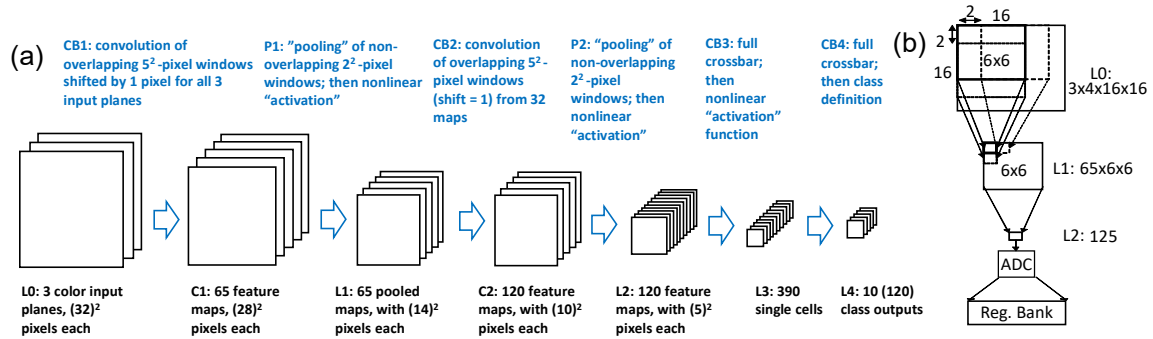 (a)
CB1: convolution of
overlapping 5²-pixel windows
shifted by 1 pixel for all 3
input planes
P1: ”pooling” of non-
overlapping 2²-pixel
windows; then nonlinear
“activation”
CB2: convolution
of overlapping 5²-
pixel windows
(shift = 1) from 32
maps
P2: “pooling” of
non-overlapping
2²-pixel
windows; then
nonlinear
“activation”
CB3: full
crossbar;
then
nonlinear
“activation”
function
CB4: full
crossbar;
then class
definition
L0: 3 color input
planes, (32)²
pixels each
C1: 65 feature
maps, (28)²
pixels each
L1: 65 pooled
maps, with (14)²
pixels each
C2: 120 feature
maps, with (10)²
pixels each
L2: 120 feature
maps, with (5)²
pixels each
L3: 390
single cells
L4: 10 (120)
class outputs
(b)
2
16
2
16
6x6
L0:
3x4x16x16
6x6
L1: 65x6x6
L2: 125
ADC
Reg. Bank